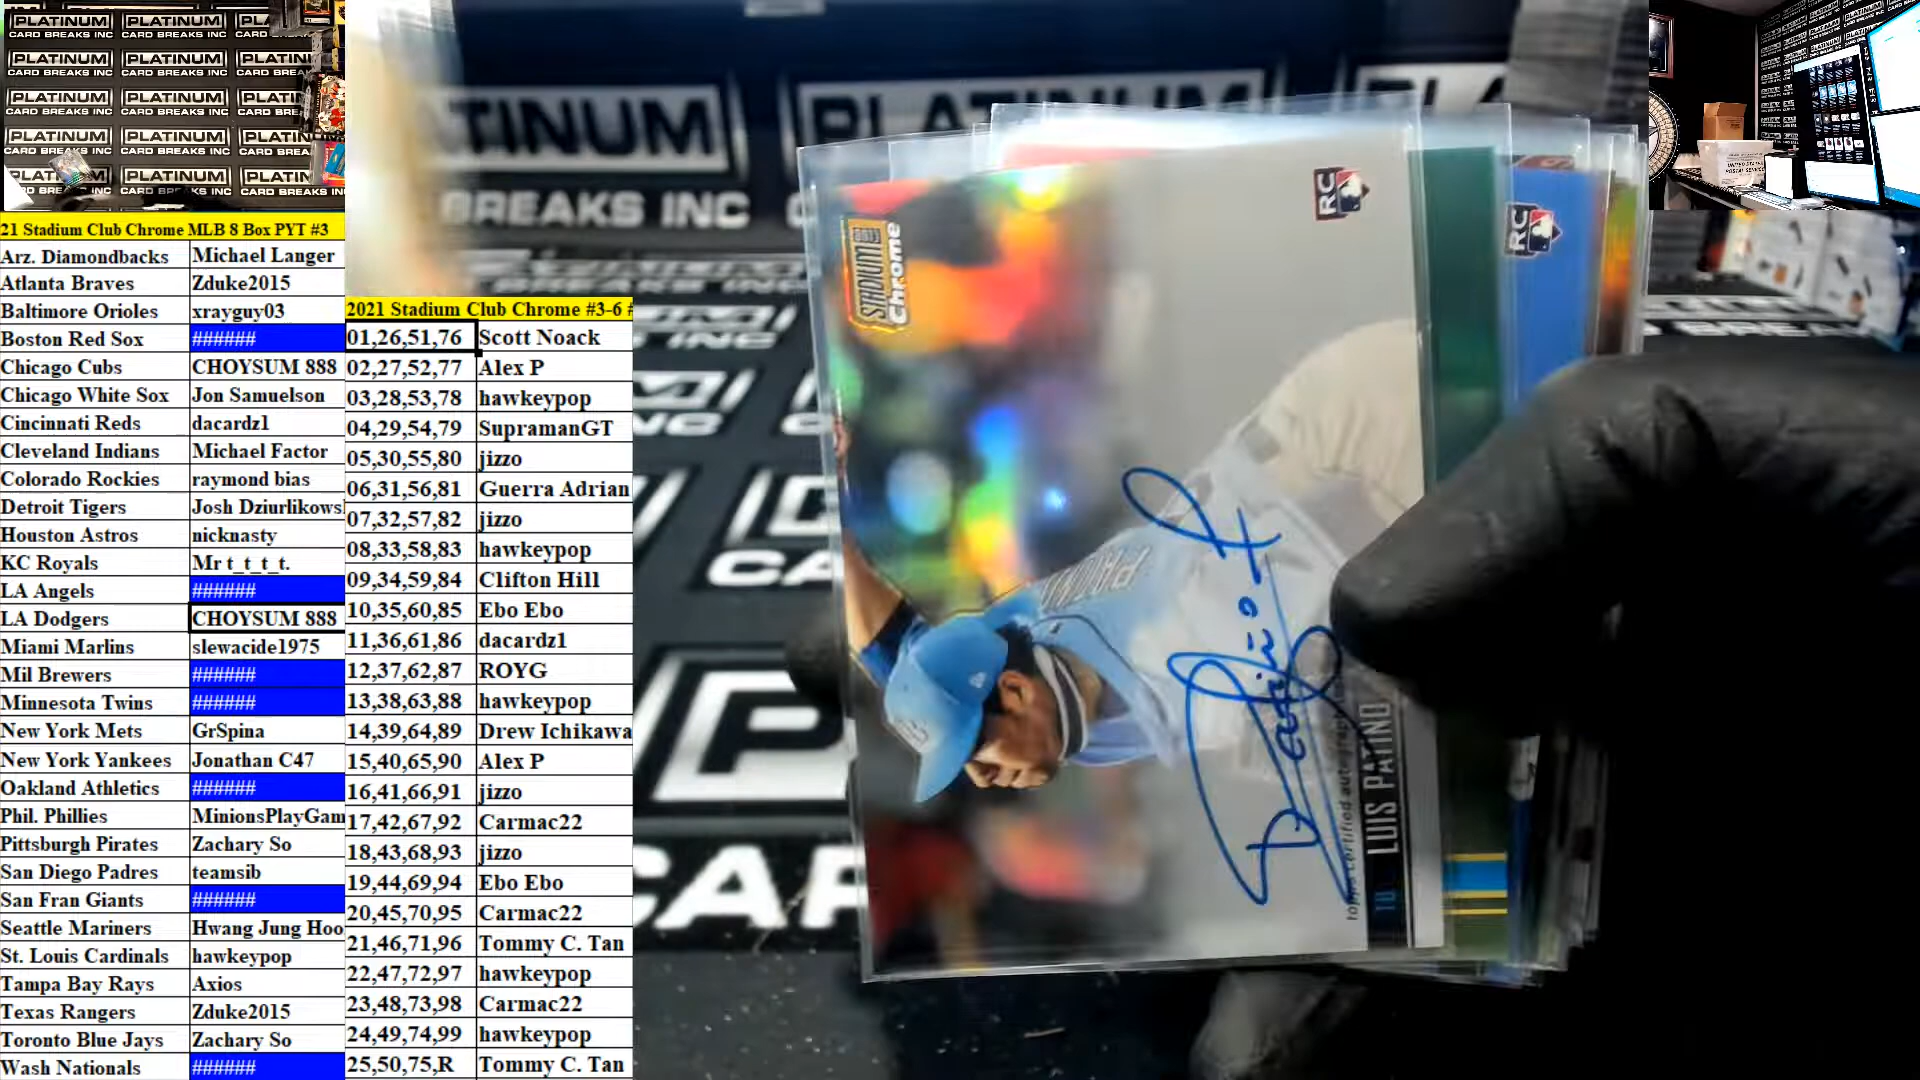 PLATINUM
CARD BREAKS INC
PLATINUM
CARD BREAKS INC
PLATINUM
BREAKS INC
21 Stadium Club Chrome MLB 8 Box PYT #3
Arz. Diamondbacks Michael Langer
Atlanta Braves Zduke2015
Baltimore Orioles xrayguy03
Boston Red Sox ######
Chicago Cubs CHOYSUM 888
Chicago White Sox Jon Samuelson
Cincinnati Reds dacardz1
Cleveland Indians Michael Factor
Colorado Rockies raymond bias
Detroit Tigers Josh Dziurlikows
Houston Astros nicknasty
KC Royals Mr t_t_t_t.
LA Angels ######
LA Dodgers CHOYSUM 888
Miami Marlins slewacide1975
Mil Brewers ######
Minnesota Twins ######
New York Mets GrSpina
New York Yankees Jonathan C47
Oakland Athletics ######
Phil. Phillies MinionsPlayGam
Pittsburgh Pirates Zachary So
San Diego Padres teamsib
San Fran Giants ######
Seattle Mariners Hwang Jung Hoo
St. Louis Cardinals hawkeypop
Tampa Bay Rays Axios
Texas Rangers Zduke2015
Toronto Blue Jays Zachary So
Wash Nationals ######
2021 Stadium Club Chrome #3-6 #
01,26,51,76 Scott Noack
02,27,52,77 Alex P
03,28,53,78 hawkeypop
04,29,54,79 SupramanGT
05,30,55,80 jizzo
06,31,56,81 Guerra Adrian
07,32,57,82 jizzo
08,33,58,83 hawkeypop
09,34,59,84 Clifton Hill
10,35,60,85 Ebo Ebo
11,36,61,86 dacardz1
12,37,62,87 ROYG
13,38,63,88 hawkeypop
14,39,64,89 Drew Ichikawa
15,40,65,90 Alex P
16,41,66,91 jizzo
17,42,67,92 Carmac22
18,43,68,93 jizzo
19,44,69,94 Ebo Ebo
20,45,70,95 Carmac22
21,46,71,96 Tommy C. Tan
22,47,72,97 hawkeypop
23,48,73,98 Carmac22
24,49,74,99 hawkeypop
25,50,75,R Tommy C. Tan
STADIUM CLUB
Chrome
RC
RC
PATIÑO
topps certified autograph
LUIS PATIÑO